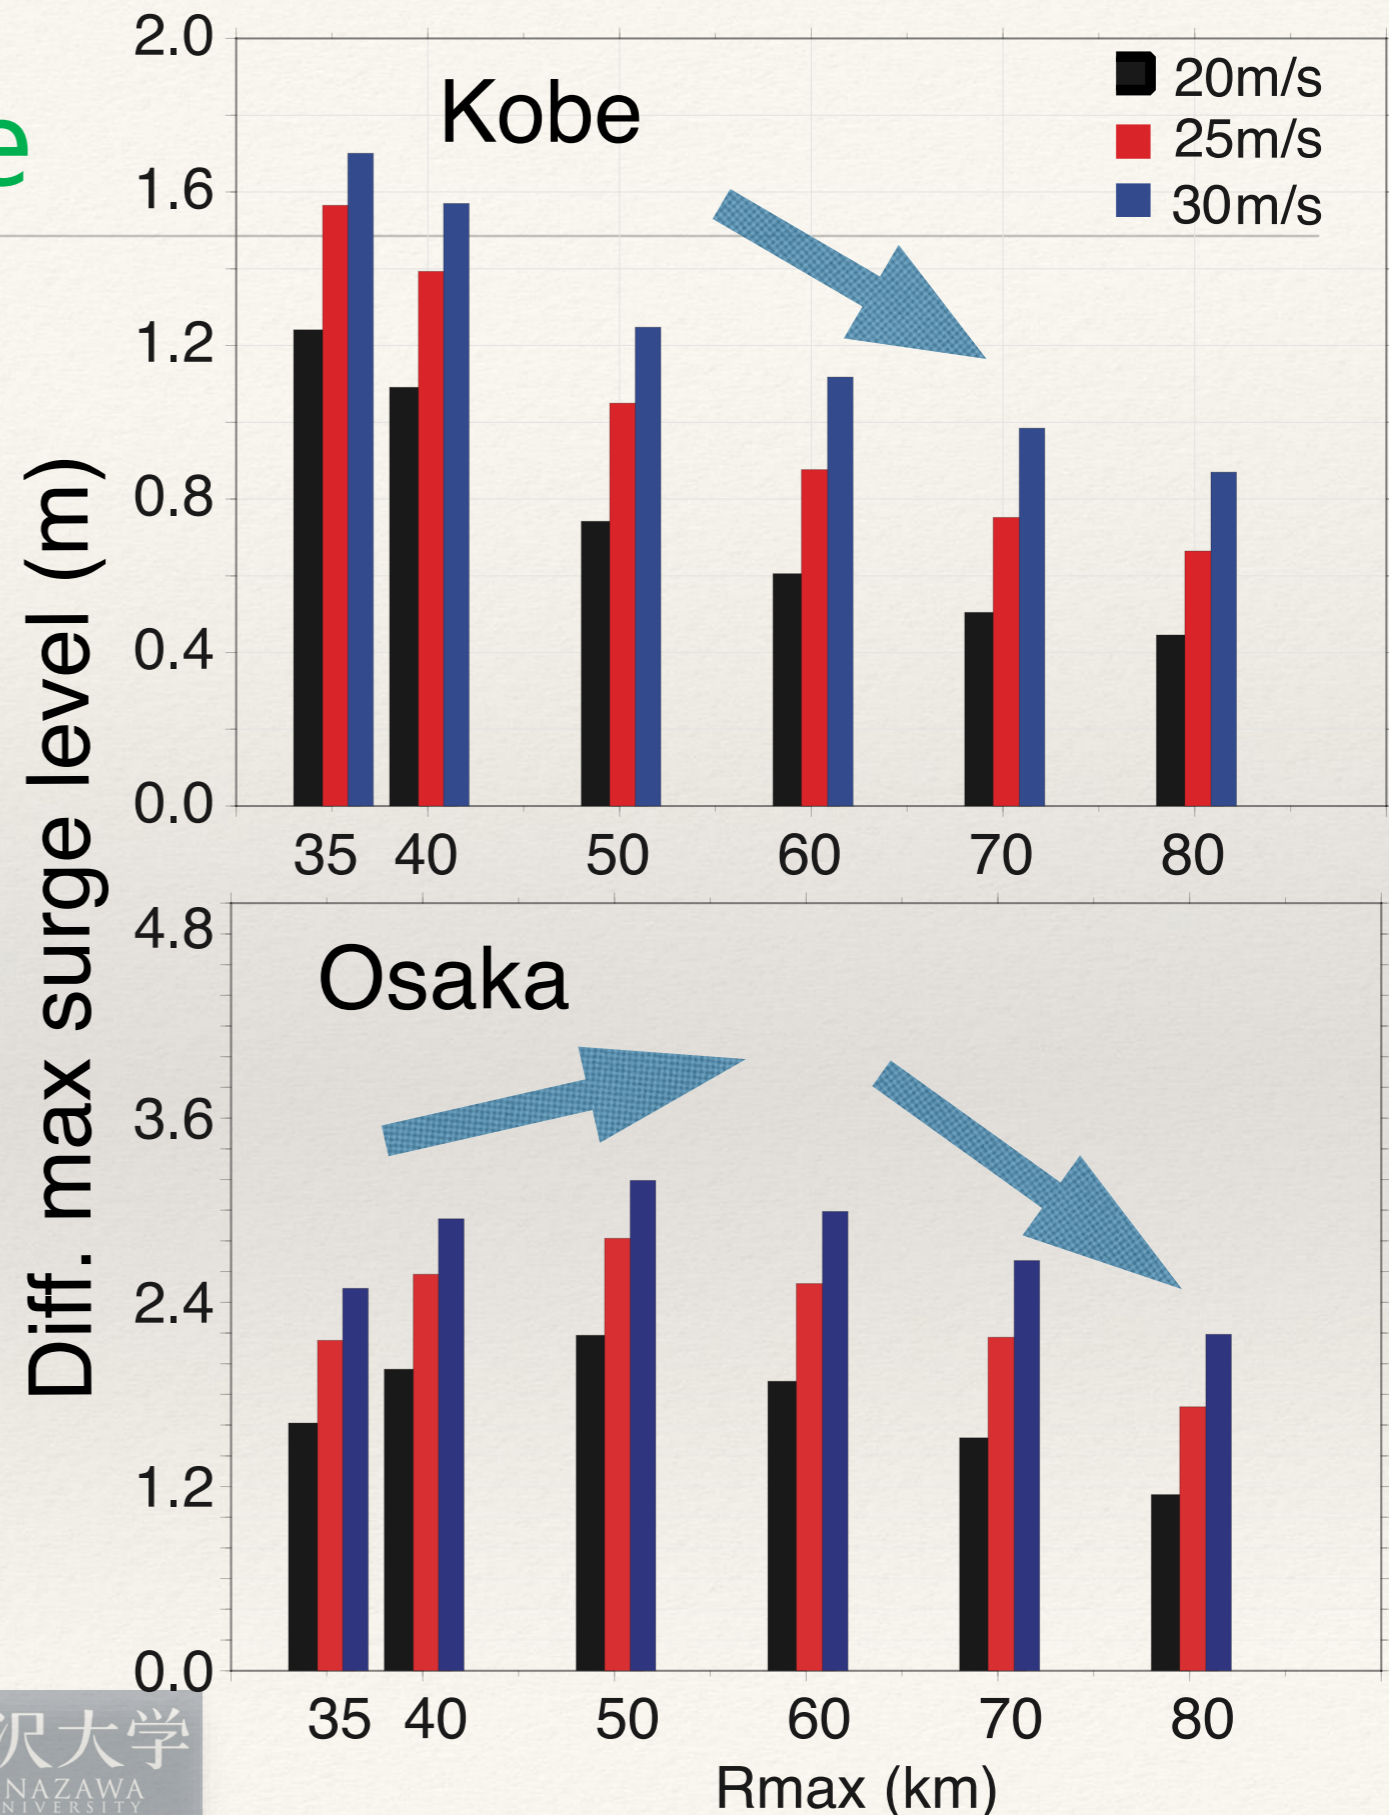 e
Kobe
20m/s
25m/s
30m/s
2.0
1.6
1.2
0.8
0.4
0.0
35 40 50 60 70 80
Diff. max surge level (m)
Osaka
4.8
3.6
2.4
1.2
0.0
35 40 50 60 70 80
Rmax (km)
沢大学
NAZAWA
NIVERSITY